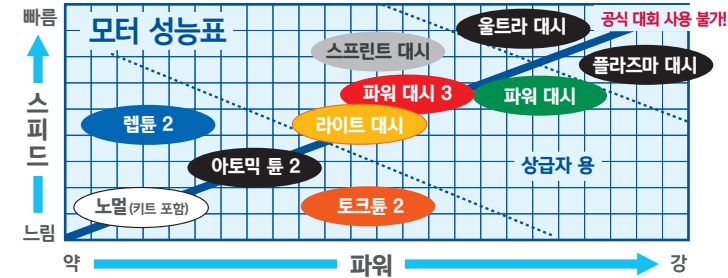 빠름
스피드
느림
모터 성능표
울트라 대시
공식 대회 사용 불가!
스프린트 대시
플라즈마 대시
파워 대시 3
파워 대시
렙튠 2
라이트 대시
아토믹 튠 2
상급자 용
노멀(키트 포함)
토크튠 2
약
파워
강